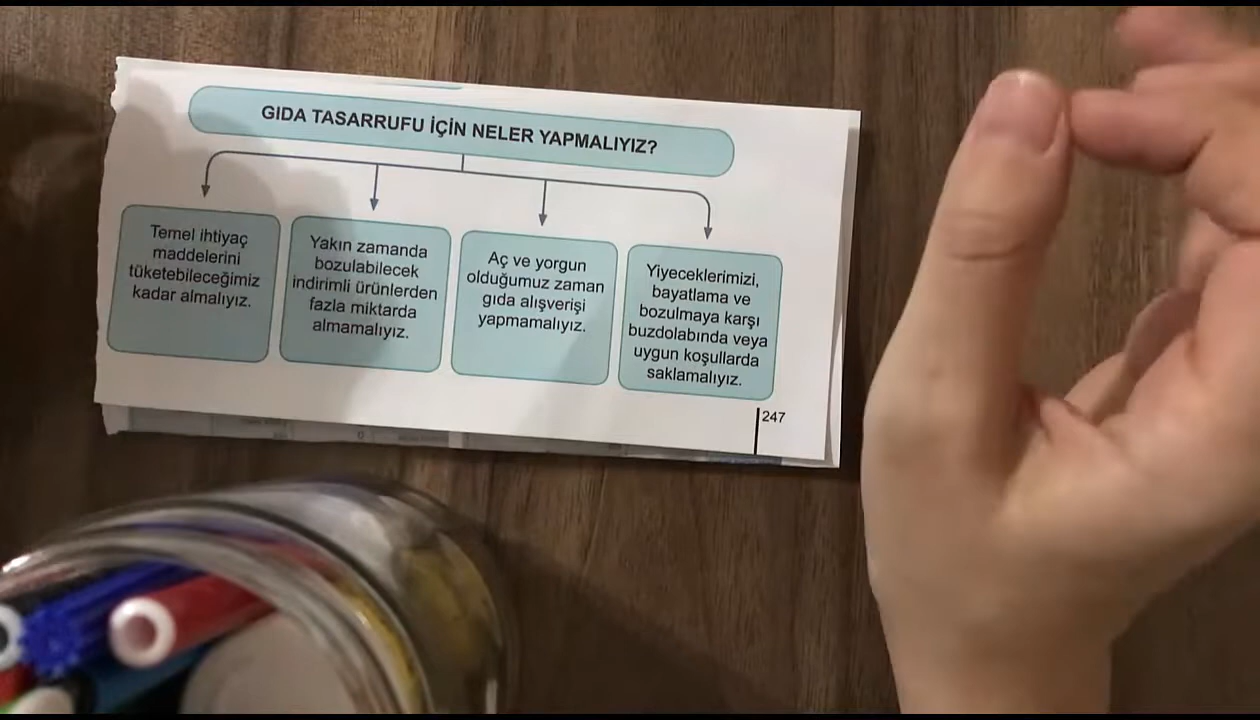 GIDA TASARRUFU İÇİN NELER YAPMALIYIZ?
Temel ihtiyaç
maddelerini
tüketebileceğimiz
kadar almalıyız.
Yakın zamanda
bozulabilecek
indirimli ürünlerden
fazla miktarda
almamalıyız.
Aç ve yorgun
olduğumuz zaman
gıda alışverişi
yapmamalıyız.
Yiyeceklerimizi,
bayatlama ve
bozulmaya karşı
buzdolabında veya
uygun koşullarda
saklamalıyız.
247